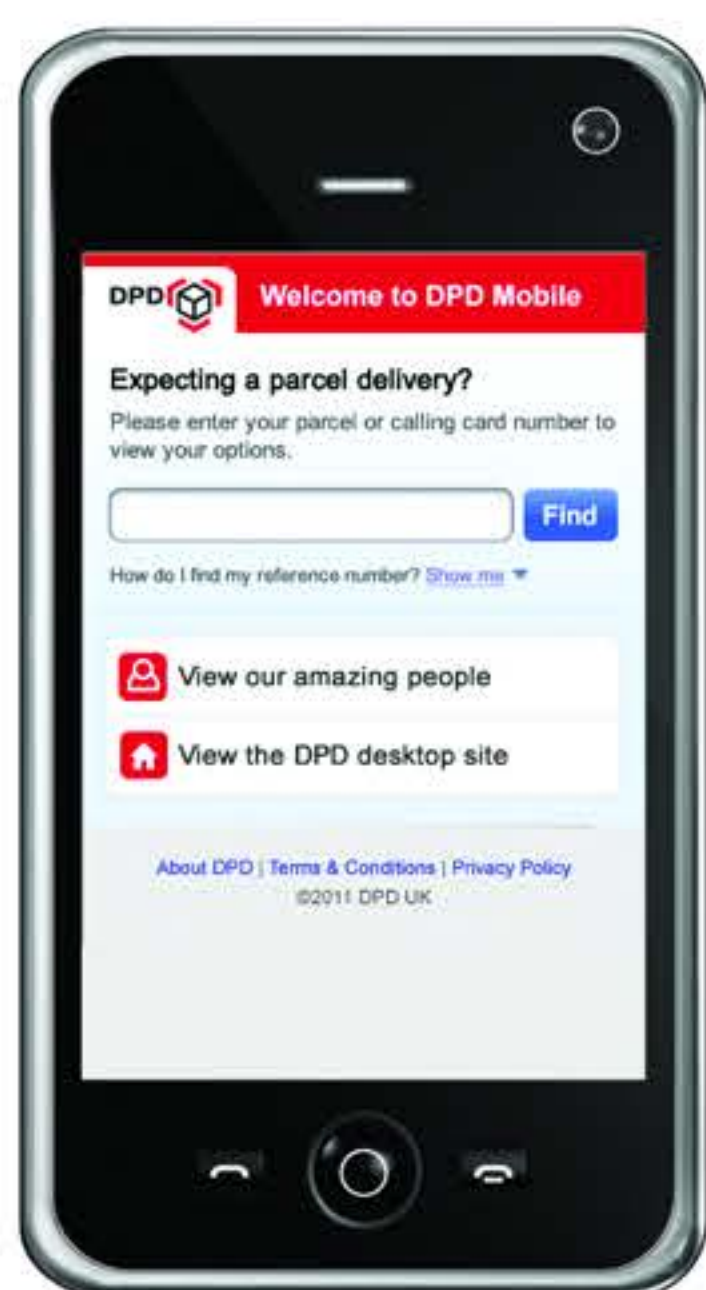 DPD
Welcome to DPD Mobile
Expecting a parcel delivery?
Please enter your parcel or calling card number to
view your options.
Find
How do I find my reference number? Show me
View our amazing people
View the DPD desktop site
About DPD | Terms & Conditions | Privacy Policy
©2011 DPD UK